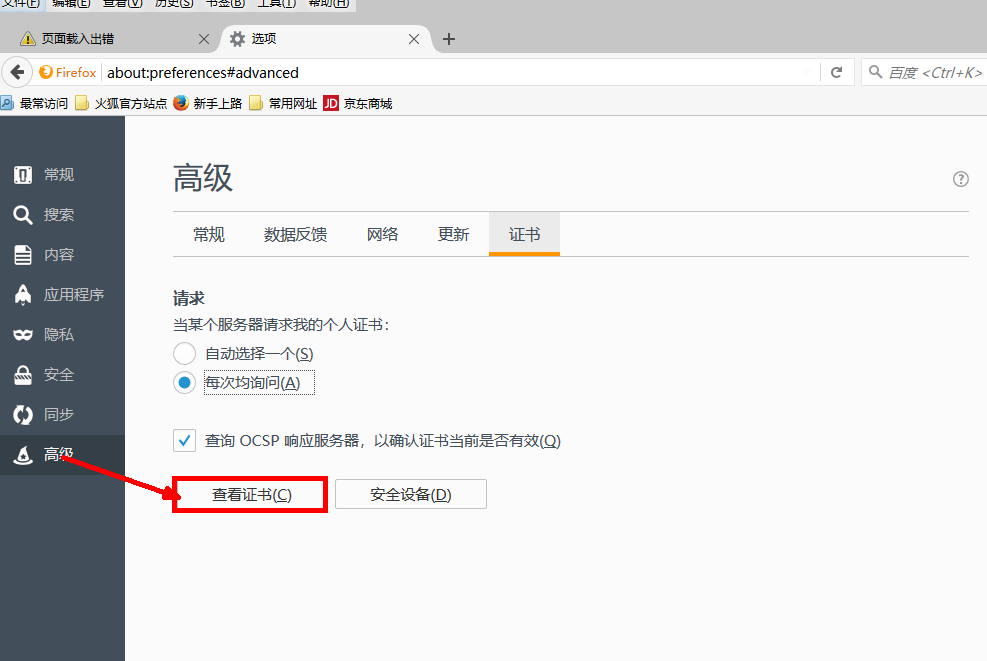 文件(F) 编辑(E) 查看(V) 历史(S) 书签(B) 工具(T) 帮助(H)
页面载入出错 选项
Firefox about:preferences#advanced 百度 <Ctrl+K>
最常访问 火狐官方站点 新手上路 常用网址 JD 京东商城
高级
常规 数据反馈 网络 更新 证书
常规
搜索
内容
应用程序
隐私
安全
同步
高级
请求
当某个服务器请求我的个人证书：
自动选择一个(S)
每次均询问(A)
查询 OCSP 响应服务器，以确认证书当前是否有效(Q)
查看证书(C) 安全设备(D)